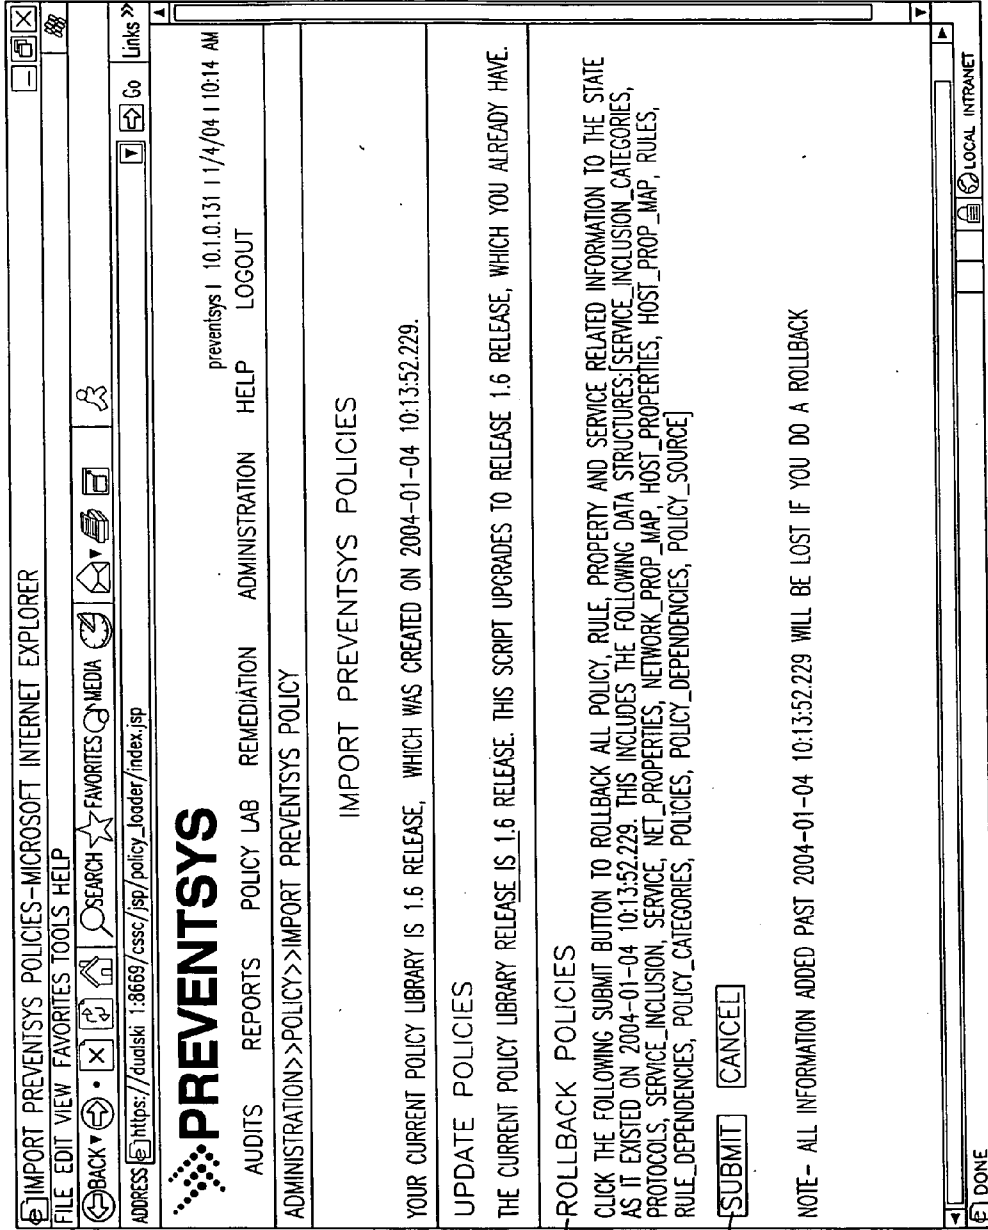 IMPORT PREVENTSYS POLICIES-MICROSOFT INTERNET EXPLORER
FILE EDIT VIEW FAVORITES TOOLS HELP
BACK SEARCH FAVORITES MEDIA
ADDRESS https://dualski 1:8669/cssc/jsp/policy_loader/index.jsp Go Links »
PREVENTSYS
preventsys | 10.1.0.131 | 1/4/04 | 10:14 AM
AUDITS REPORTS POLICY LAB REMEDIATION ADMINISTRATION HELP LOGOUT
ADMINISTRATION>>POLICY>>IMPORT PREVENTSYS POLICY
IMPORT PREVENTSYS POLICIES
YOUR CURRENT POLICY LIBRARY IS 1.6 RELEASE, WHICH WAS CREATED ON 2004-01-04 10:13:52.229.
UPDATE POLICIES
THE CURRENT POLICY LIBRARY RELEASE IS 1.6 RELEASE. THIS SCRIPT UPGRADES TO RELEASE 1.6 RELEASE, WHICH YOU ALREADY HAVE.
ROLLBACK POLICIES
CLICK THE FOLLOWING SUBMIT BUTTON TO ROLLBACK ALL POLICY, RULE, PROPERTY AND SERVICE RELATED INFORMATION TO THE STATE
AS IT EXISTED ON 2004-01-04 10:13:52.229. THIS INCLUDES THE FOLLOWING DATA STRUCTURES:[SERVICE_INCLUSION_CATEGORIES,
PROTOCOLS, SERVICE_INCLUSION, SERVICE, NET_PROPERTIES, NETWORK_PROP_MAP, HOST_PROPERTIES, HOST_PROP_MAP, RULES,
RULE_DEPENDENCIES, POLICY_CATEGORIES, POLICIES, POLICY_DEPENDENCIES, POLICY_SOURCE]
SUBMIT CANCEL
NOTE- ALL INFORMATION ADDED PAST 2004-01-04 10:13:52.229 WILL BE LOST IF YOU DO A ROLLBACK
DONE LOCAL INTRANET